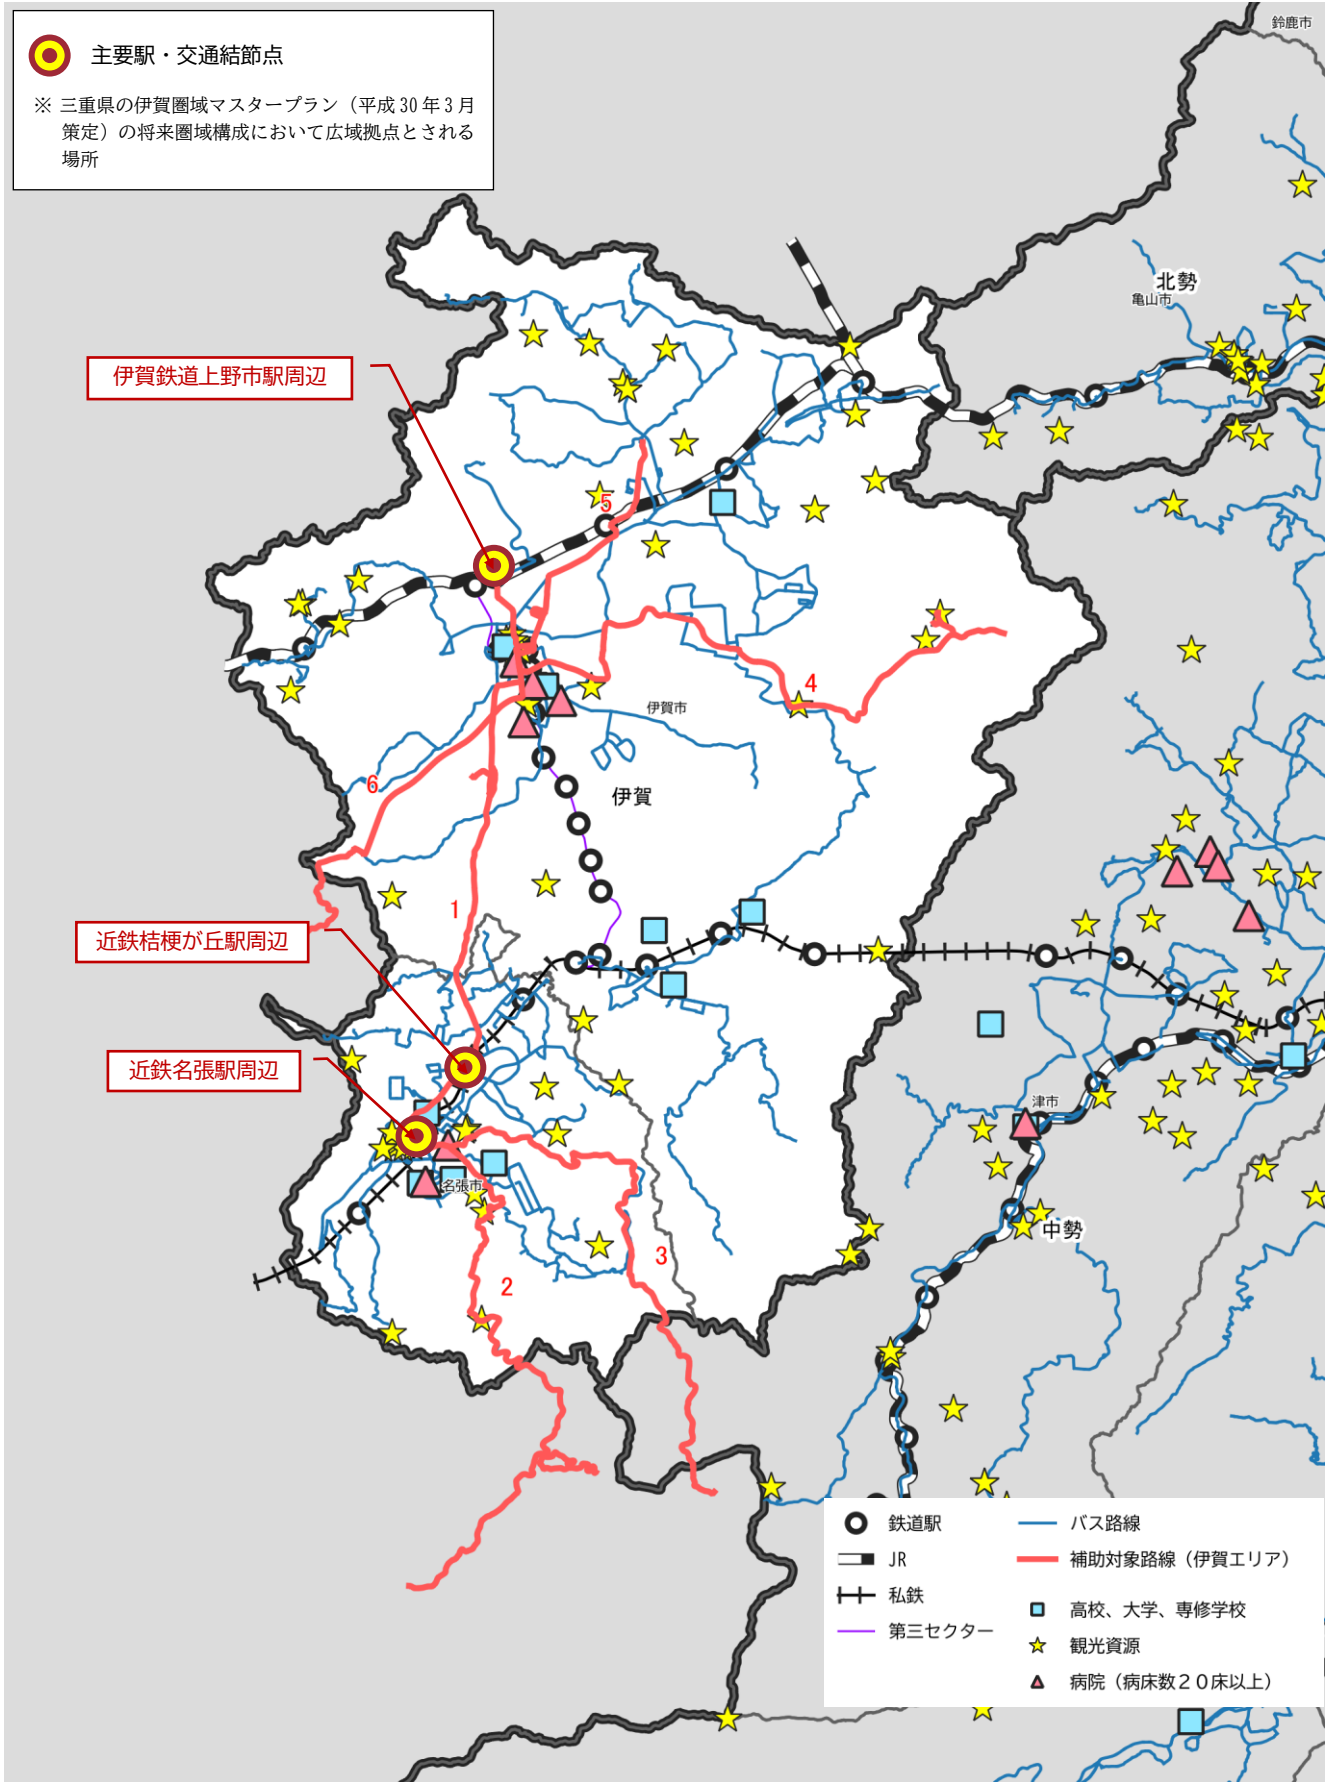 主要駅・交通結節点
※ 三重県の伊賀圏域マスタープラン（平成 30 年 3 月
策定）の将来圏域構成において広域拠点とされる
場所
鈴鹿市
北勢
亀山市
伊賀鉄道上野市駅周辺
5
4
伊賀市
6
伊賀
1
近鉄桔梗が丘駅周辺
近鉄名張駅周辺
津市
名張市
中勢
3
2
鉄道駅
JR
私鉄
第三セクター
バス路線
補助対象路線（伊賀エリア）
高校、大学、専修学校
観光資源
病院（病床数２０床以上）